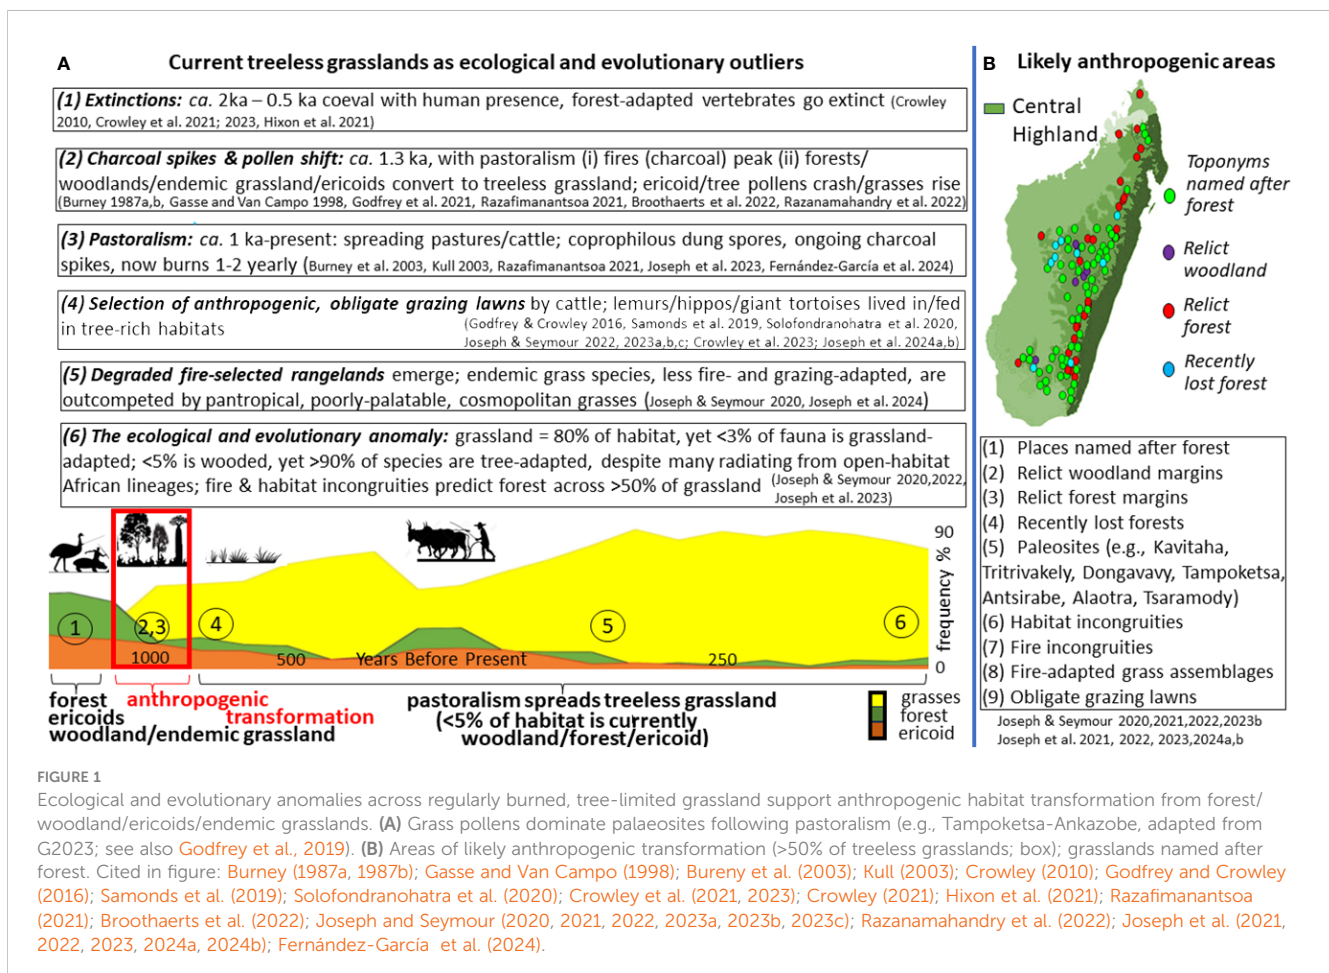 A
Current treeless grasslands as ecological and evolutionary outliers
(1) Extinctions: ca. 2ka – 0.5 ka coeval with human presence, forest-adapted vertebrates go extinct (Crowley
2010, Crowley et al. 2021; 2023, Hixon et al. 2021)
(2) Charcoal spikes & pollen shift: ca. 1.3 ka, with pastoralism (i) fires (charcoal) peak (ii) forests/
woodlands/endemic grassland/ericoids convert to treeless grassland; ericoid/tree pollens crash/grasses rise
(Burney 1987a,b, Gasse and Van Campo 1998, Godfrey et al. 2021, Razafimanantsoa 2021, Broothaerts et al. 2022, Razanamahandry et al. 2022)
(3) Pastoralism: ca. 1 ka-present: spreading pastures/cattle; coprophilous dung spores, ongoing charcoal
spikes, now burns 1-2 yearly (Burney et al. 2003, Kull 2003, Razafimanantsoa 2021, Joseph et al. 2023, Fernández-García et al. 2024)
(4) Selection of anthropogenic, obligate grazing lawns by cattle; lemurs/hippos/giant tortoises lived in/fed
in tree-rich habitats
(Godfrey & Crowley 2016, Samonds et al. 2019, Solofondranohatra et al. 2020,
Joseph & Seymour 2022, 2023a,b,c; Crowley et al. 2023; Joseph et al. 2024a,b)
(5) Degraded fire-selected rangelands emerge; endemic grass species, less fire- and grazing-adapted, are
outcompeted by pantropical, poorly-palatable, cosmopolitan grasses (Joseph & Seymour 2020, Joseph et al. 2024)
(6) The ecological and evolutionary anomaly: grassland = 80% of habitat, yet <3% of fauna is grassland-
adapted; <5% is wooded, yet >90% of species are tree-adapted, despite many radiating from open-habitat
African lineages; fire & habitat incongruities predict forest across >50% of grassland (Joseph & Seymour 2020,2022,
Joseph et al. 2023)
90
frequency %
0
1
2,3
4
5
6
1000
500
Years Before Present
250
forest
ericoids
woodland/endemic grassland
anthropogenic
transformation
pastoralism spreads treeless grassland
(<5% of habitat is currently
woodland/forest/ericoid)
grasses
forest
ericoid
B
Likely anthropogenic areas
Central
Highland
Toponyms
named after
forest
Relict
woodland
Relict
forest
Recently
lost forest
(1) Places named after forest
(2) Relict woodland margins
(3) Relict forest margins
(4) Recently lost forests
(5) Paleosites (e.g., Kavitaha,
Tritrivakely, Dongavavy, Tampoketsa,
Antsirabe, Alaotra, Tsaramody)
(6) Habitat incongruities
(7) Fire incongruities
(8) Fire-adapted grass assemblages
(9) Obligate grazing lawns
Joseph & Seymour 2020,2021,2022,2023b
Joseph et al. 2021, 2022, 2023,2024a,b
FIGURE 1
Ecological and evolutionary anomalies across regularly burned, tree-limited grassland support anthropogenic habitat transformation from forest/
woodland/ericoids/endemic grasslands. (A) Grass pollens dominate palaeosites following pastoralism (e.g., Tampoketsa-Ankazobe, adapted from
G2023; see also Godfrey et al., 2019). (B) Areas of likely anthropogenic transformation (>50% of treeless grasslands; box); grasslands named after
forest. Cited in figure: Burney (1987a, 1987b); Gasse and Van Campo (1998); Bureny et al. (2003); Kull (2003); Crowley (2010); Godfrey and Crowley
(2016); Samonds et al. (2019); Solofondranohatra et al. (2020); Crowley et al. (2021, 2023); Crowley (2021); Hixon et al. (2021); Razafimanantsoa
(2021); Broothaerts et al. (2022); Joseph and Seymour (2020, 2021, 2022, 2023a, 2023b, 2023c); Razanamahandry et al. (2022); Joseph et al. (2021,
2022, 2023, 2024a, 2024b); Fernández-García et al. (2024).